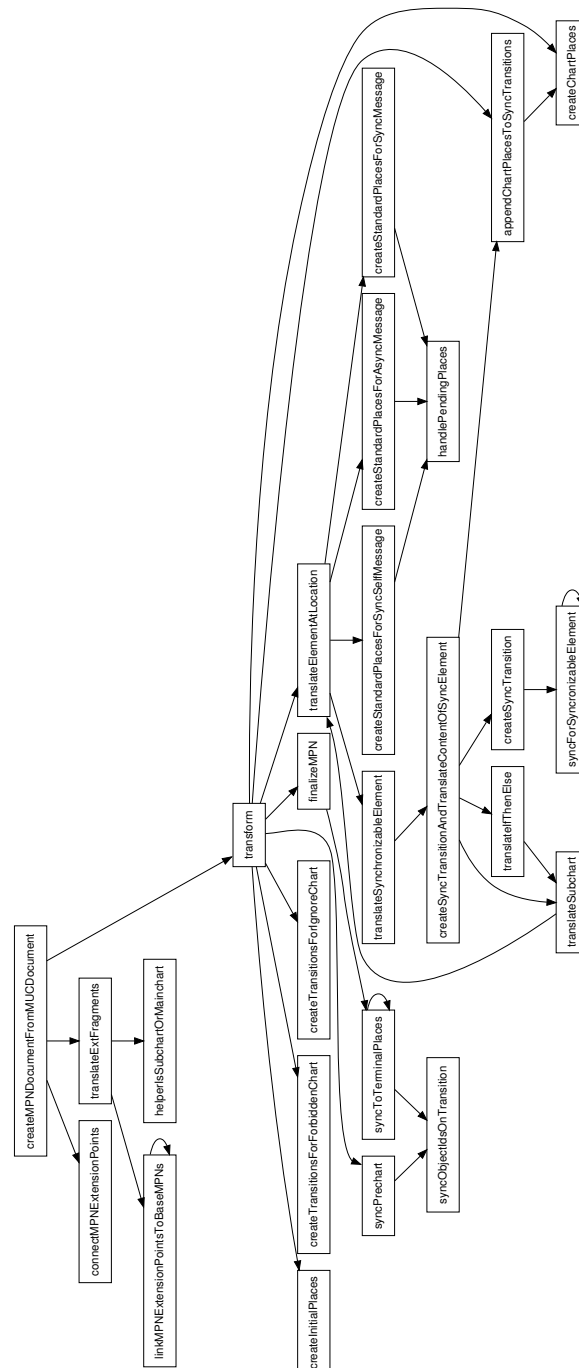 createMPNDocumentFromMUCDocument
connectMPNExtensionPoints
translateExtFragments
transform
linkMPNExtensionPointsToBaseMPNs
helperIsSubchartOrMainchart
createInitialPlaces
createTransitionsForForbiddenChart
createTransitionsForIgnoreChart
finalizeMPN
translateElementAtLocation
syncPrechart
syncToTerminalPlaces
translateSynchronizableElement
createStandardPlacesForSyncSelfMessage
createStandardPlacesForAsyncMessage
createStandardPlacesForSyncMessage
syncObjectIdsOnTransition
createSyncTransitionAndTranslateContentOfSyncElement
handlePendingPlaces
translateIfThenElse
createSyncTransition
appendChartPlacesToSyncTransitions
translateSubchart
syncForSyncronizableElement
createChartPlaces